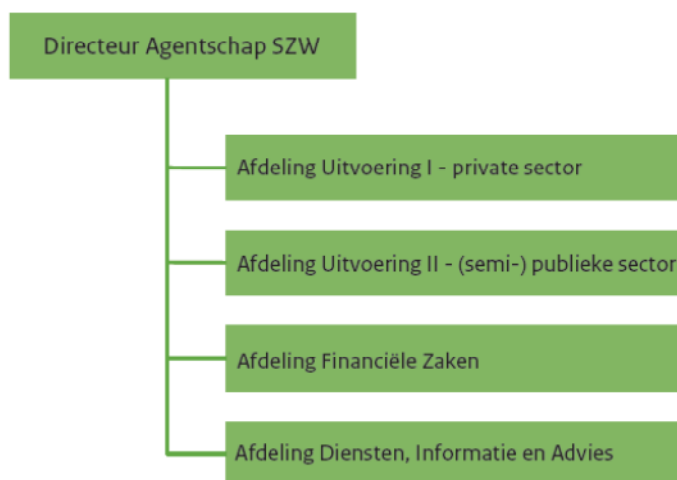 Directeur Agentschap SZW
Afdeling Uitvoering I - private sector
Afdeling Uitvoering II - (semi-) publieke sector
Afdeling Financiële Zaken
Afdeling Diensten, Informatie en Advies